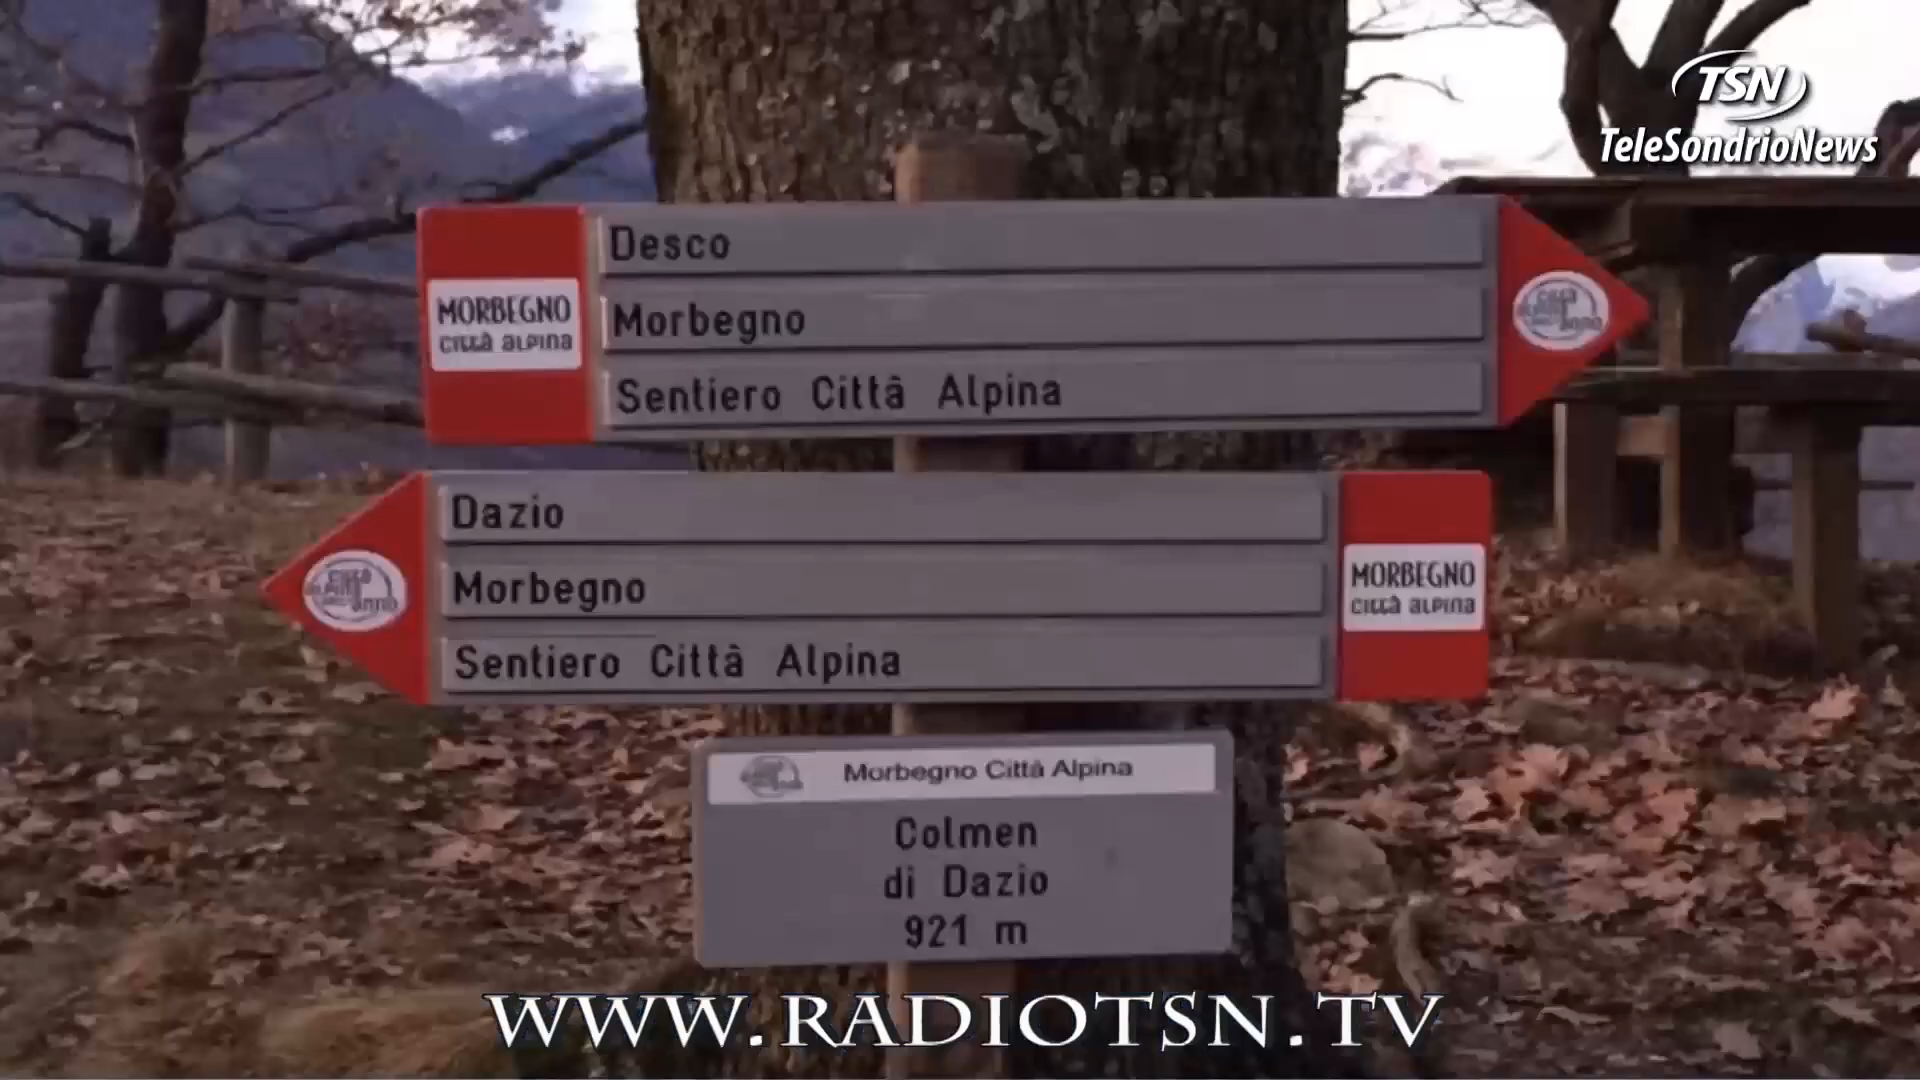 TSN
TeleSondrioNews
Desco
MORBEGNO
CITTÀ ALPINA
Morbegno
Sentiero Città Alpina
Dazio
Morbegno
MORBEGNO
CITTÀ ALPINA
Sentiero Città Alpina
Morbegno Città Alpina
Colmen
di Dazio
921 m
WWW.RADIOTSN.TV